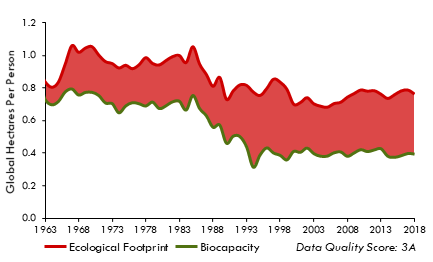 Global Hectares Per Person
1.2
1.0
0.8
0.6
0.4
0.2
0.0
1963 1968 1973 1978 1983 1988 1993 1998 2003 2008 2013 2018
Ecological Footprint Biocapacity Data Quality Score: 3A